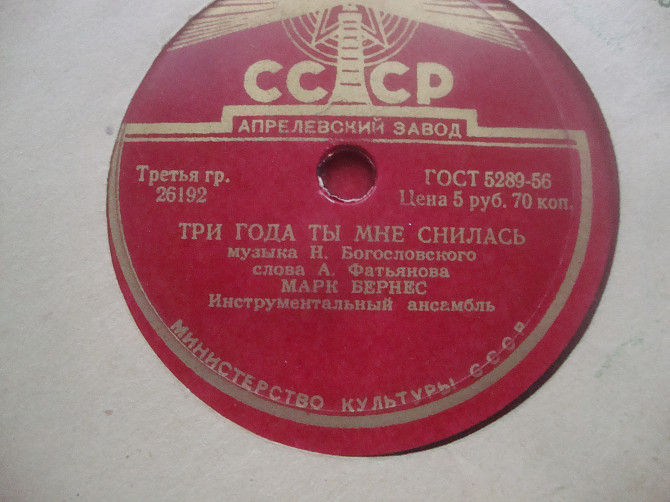 СССР
АПРЕЛЕВСКИЙ ЗАВОД
Третья гр.
26192
ГОСТ 5289-56
Цена 5 руб. 70 коп.
ТРИ ГОДА ТЫ МНЕ СНИЛАСЬ
музыка Н. Богословского
слова А. Фатьянова
МАРК БЕРНЕС
Инструментальный ансамбль
МИНИСТЕРСТВО КУЛЬТУРЫ СССР